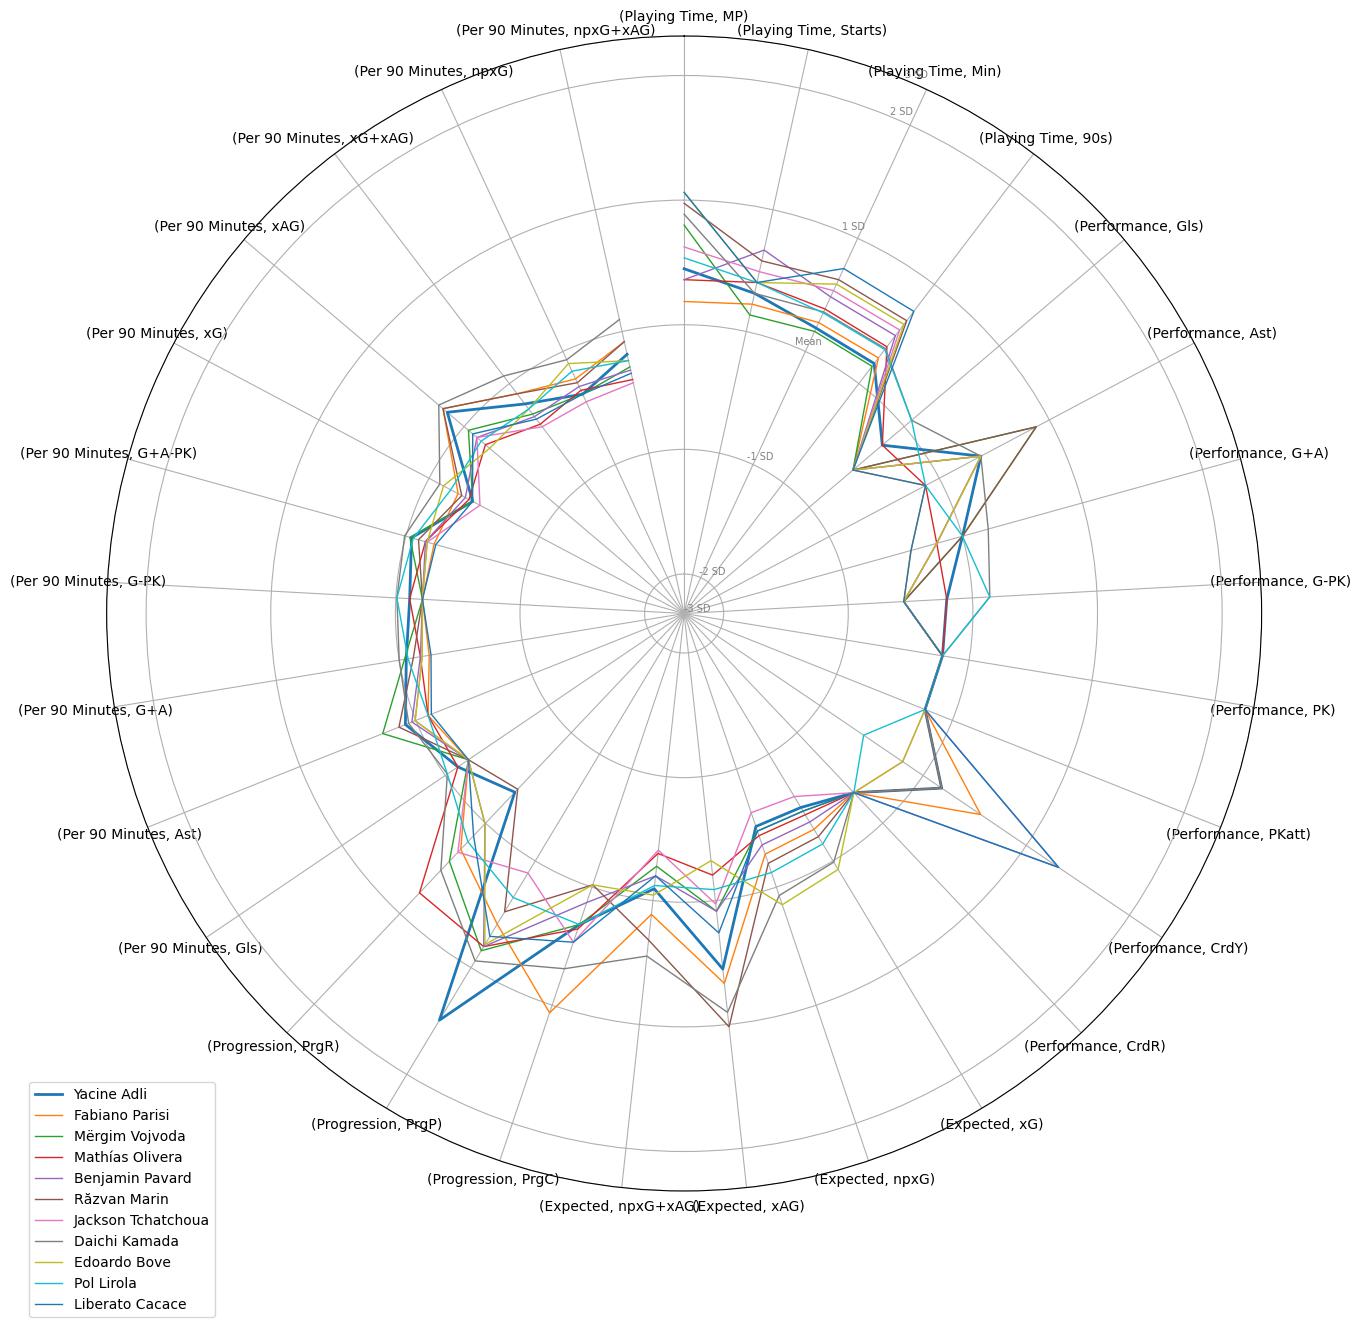 (Playing Time, MP)
(Per 90 Minutes, npxG+xAG)
(Playing Time, Starts)
(Per 90 Minutes, npxG)
(Playing Time, Min)
2 SD
(Per 90 Minutes, xG+xAG)
(Playing Time, 90s)
(Per 90 Minutes, xAG)
(Performance, Gls)
1 SD
(Per 90 Minutes, xG)
(Performance, Ast)
Mean
(Per 90 Minutes, G+A-PK)
(Performance, G+A)
-1 SD
(Per 90 Minutes, G-PK)
(Performance, G-PK)
-2 SD
-3 SD
(Per 90 Minutes, G+A)
(Performance, PK)
(Per 90 Minutes, Ast)
(Performance, PKatt)
(Per 90 Minutes, Gls)
(Performance, CrdY)
(Progression, PrgR)
(Performance, CrdR)
(Progression, PrgP)
(Expected, xG)
(Progression, PrgC)
(Expected, npxG)
(Expected, npxG+xAG)
(Expected, xAG)
Yacine Adli
Fabiano Parisi
Mërgim Vojvoda
Mathías Olivera
Benjamin Pavard
Răzvan Marin
Jackson Tchatchoua
Daichi Kamada
Edoardo Bove
Pol Lirola
Liberato Cacace